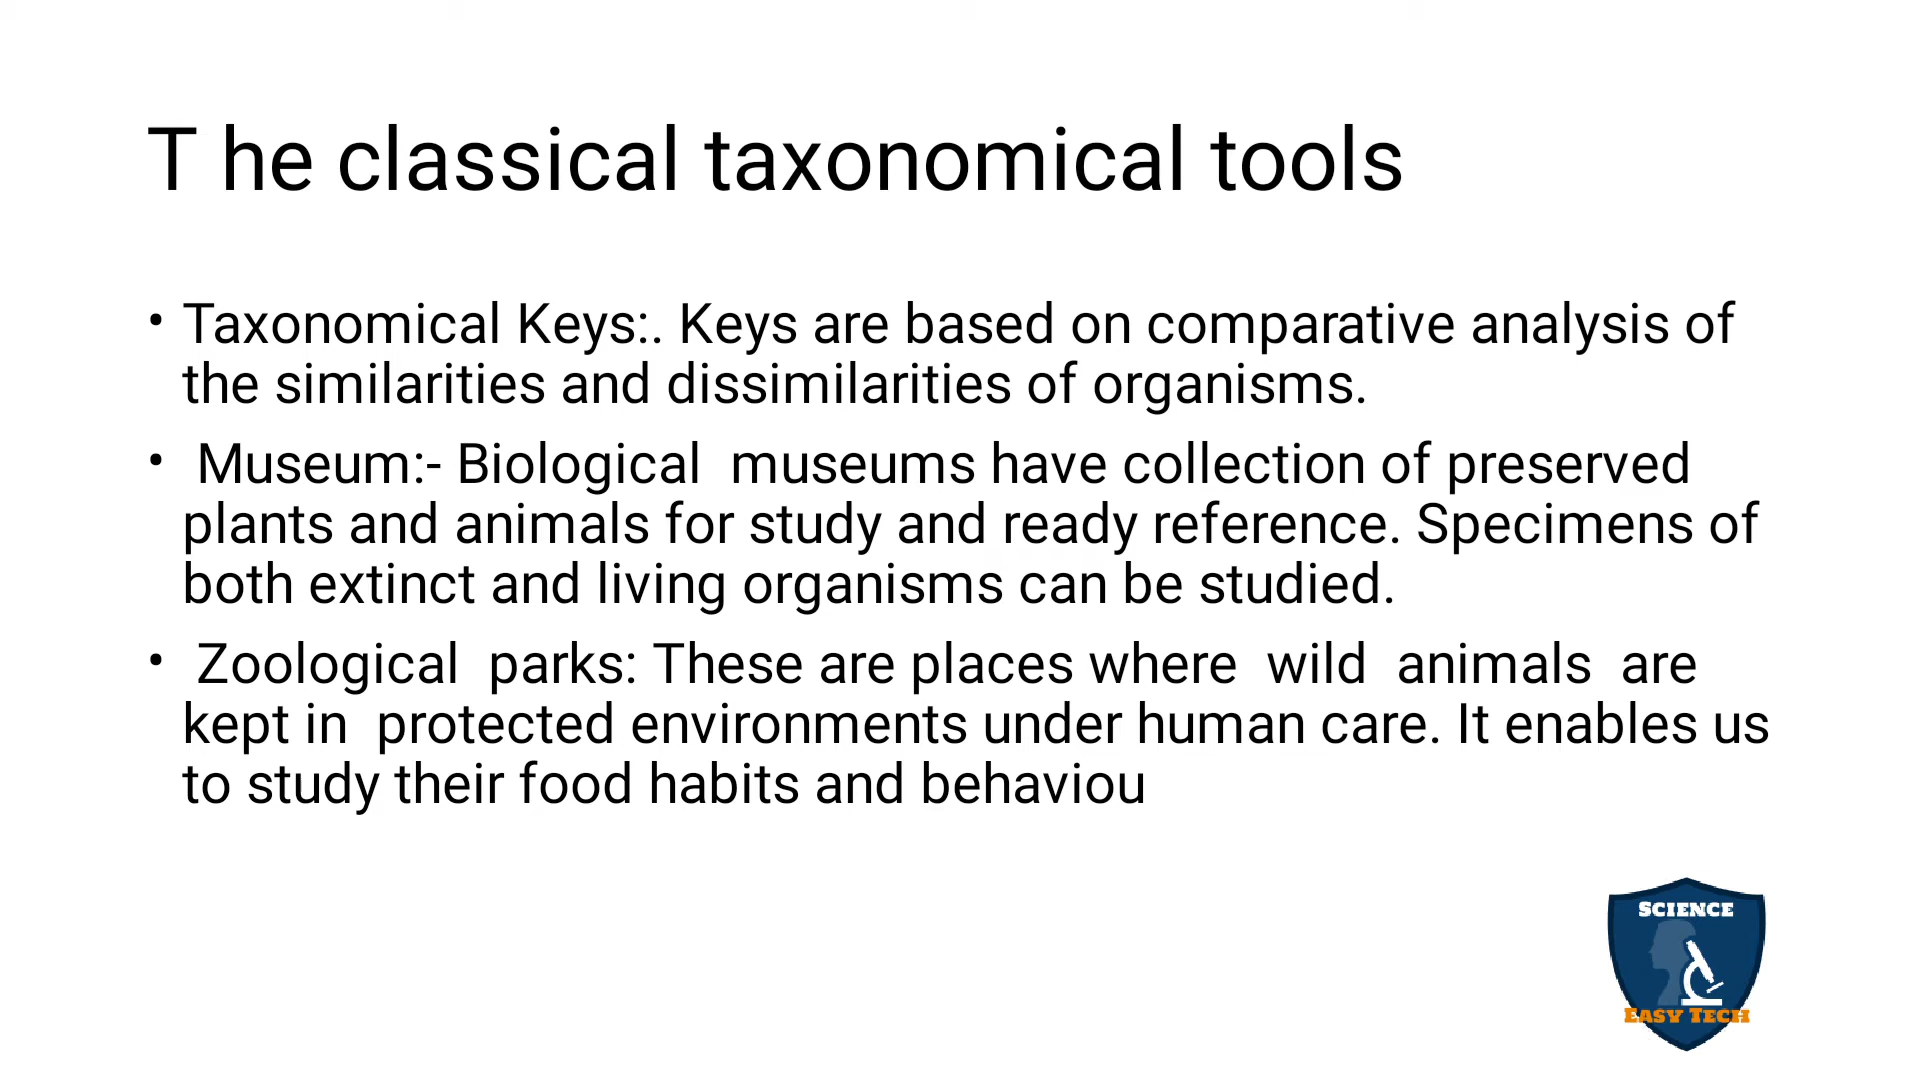 T he classical taxonomical tools
• Taxonomical Keys:. Keys are based on comparative analysis of
the similarities and dissimilarities of organisms.
• Museum:- Biological  museums have collection of preserved
plants and animals for study and ready reference. Specimens of
both extinct and living organisms can be studied.
• Zoological  parks: These are places where  wild  animals  are
kept in  protected environments under human care. It enables us
to study their food habits and behaviou
SCIENCE
EASY TECH